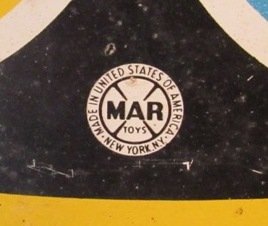 MADE IN UNITED STATES OF AMERICA
MAR
TOYS
NEW YORK, N.Y.